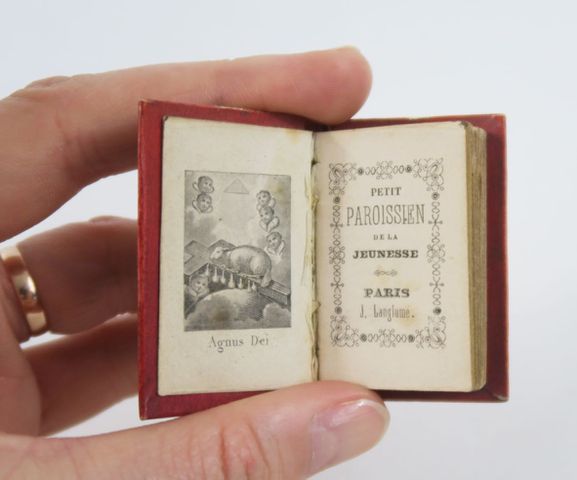 Agnus Dei
PETIT
PAROISSIEN
DE LA
JEUNESSE
PARIS
J. Langlumé.